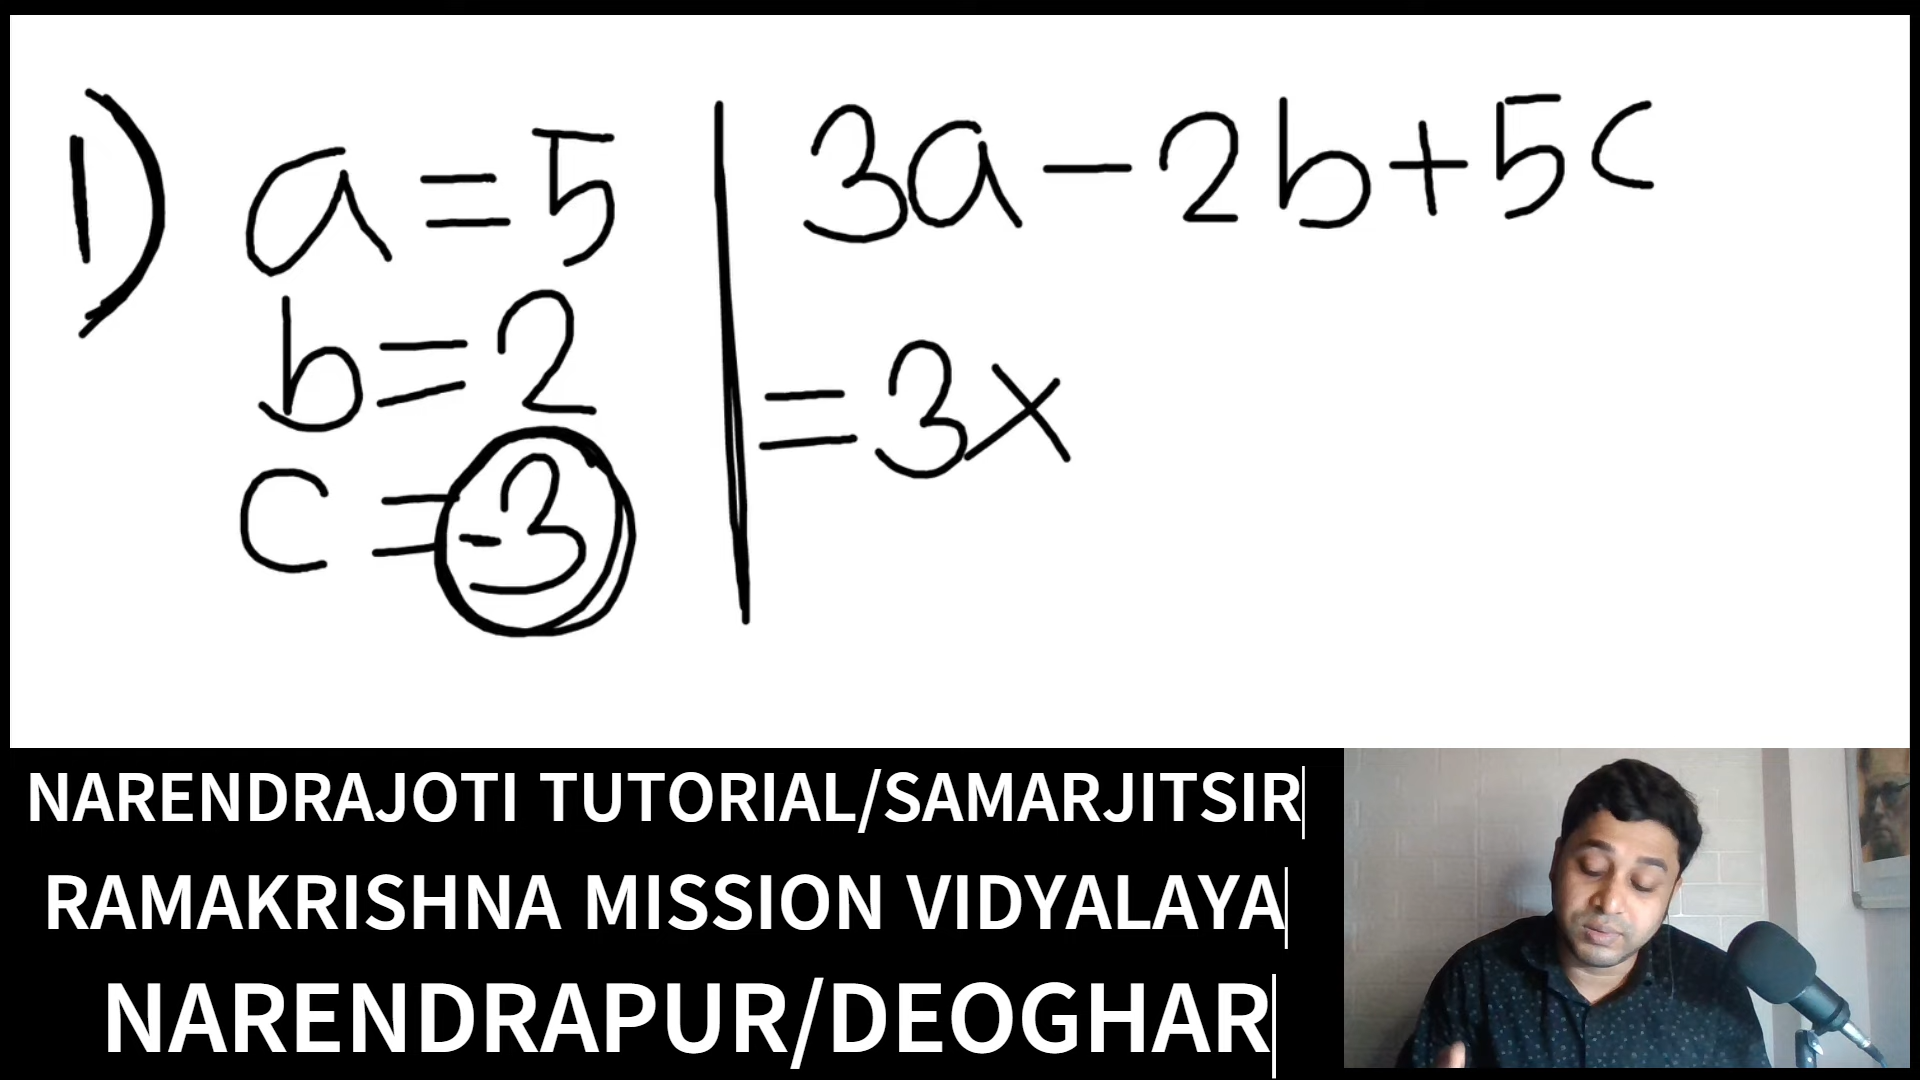 1) a = 5
b = 2
c = -3
3a - 2b + 5c
= 3x
NARENDRAJOTI TUTORIAL/SAMARJITSIR
RAMAKRISHNA MISSION VIDYALAYA
NARENDRAPUR/DEOGHAR